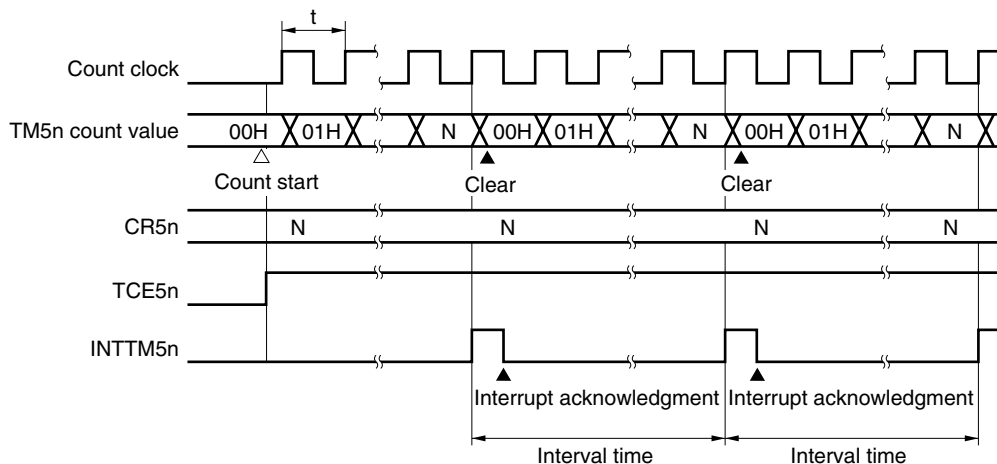 t
Count clock
TM5n count value 00H 01H N 00H 01H N 00H 01H N
Count start Clear Clear
CR5n N N N N
TCE5n
INTTM5n
Interrupt acknowledgment Interrupt acknowledgment
Interval time Interval time